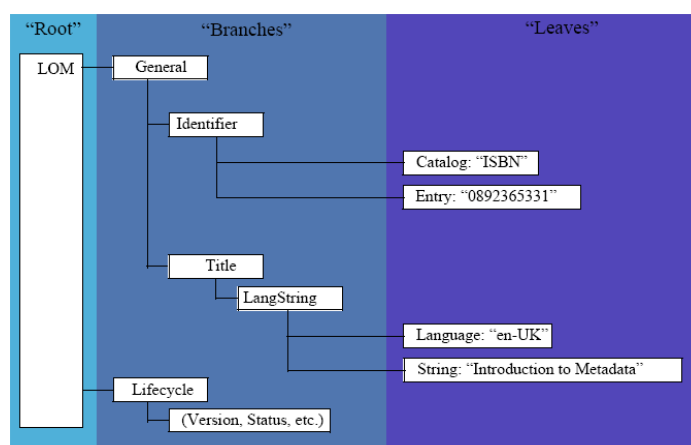 “Root”
“Branches”
“Leaves”
LOM
General
Identifier
Catalog: “ISBN”
Entry: “0892365331”
Title
LangString
Language: “en-UK”
String: “Introduction to Metadata”
Lifecycle
(Version, Status, etc.)